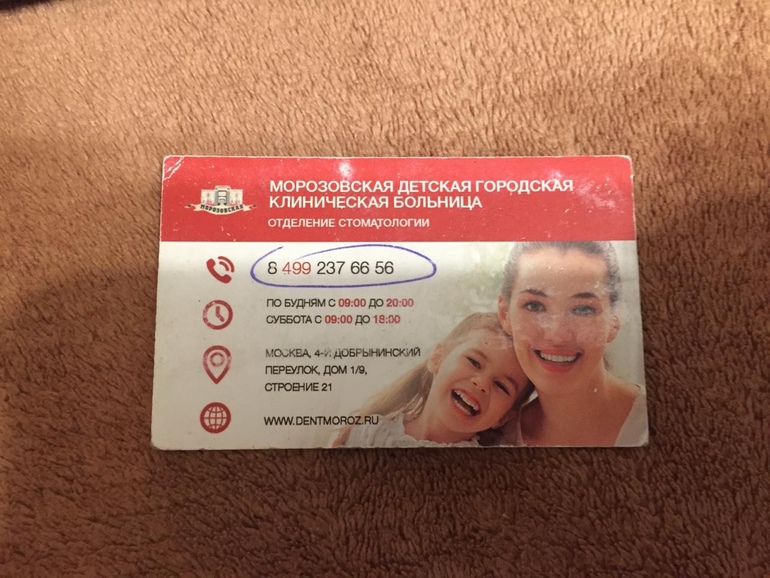 МОРОЗОВСКАЯ ДЕТСКАЯ ГОРОДСКАЯ
КЛИНИЧЕСКАЯ БОЛЬНИЦА
ОТДЕЛЕНИЕ СТОМАТОЛОГИИ
МОРОЗОВСКАЯ
8 499 237 66 56
ПО БУДНЯМ С 09:00 ДО 20:00
СУББОТА С 09:00 ДО 18:00
МОСКВА, 4-Й ДОБРЫНИНСКИЙ
ПЕРЕУЛОК, ДОМ 1/9,
СТРОЕНИЕ 21
WWW.DENTMOROZ.RU